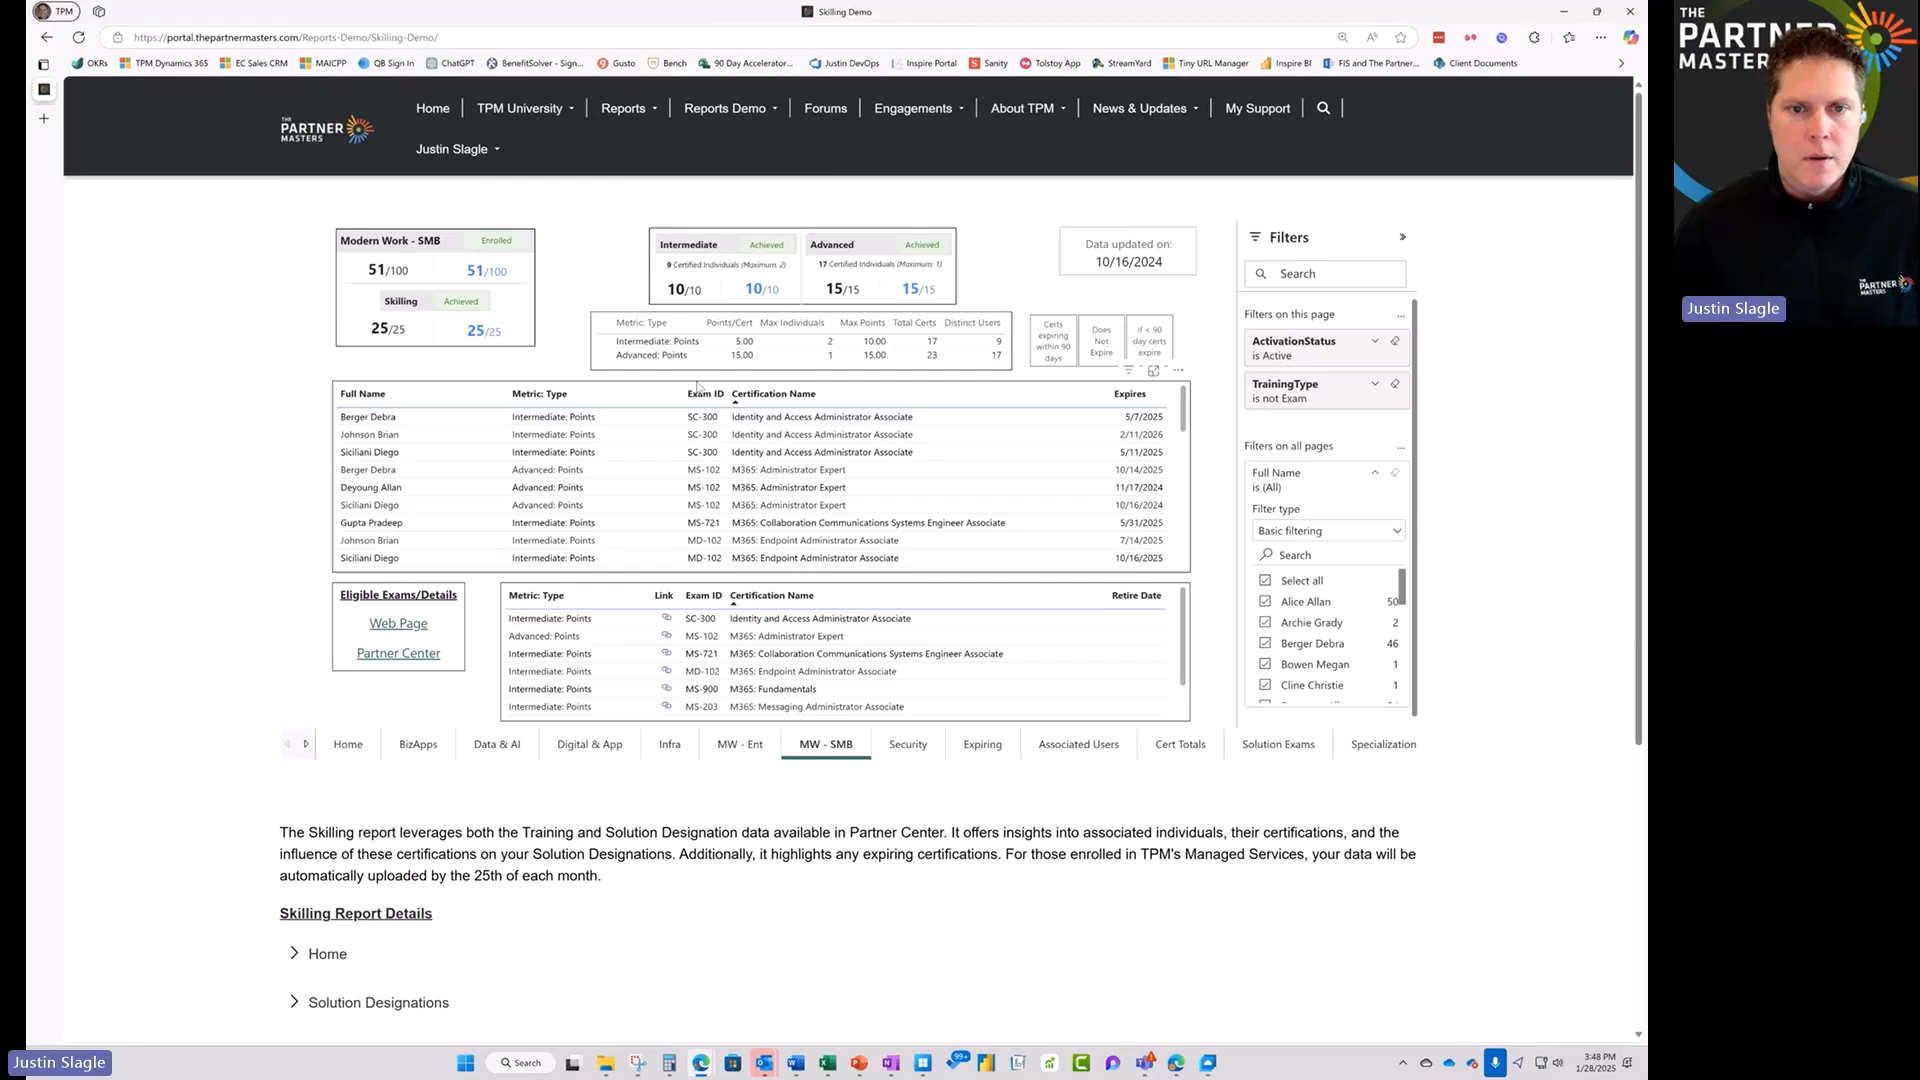 TPM
Skilling Demo
https://portal.thepartnermasters.com/Reports-Demo/Skilling-Demo/
OKRs TPM Dynamics 365 EC Sales CRM MAICPP QB Sign In ChatGPT BenefitSolver - Sign... Gusto Bench 90 Day Accelerator... Justin DevOps Inspire Portal Sanity Tolstoy App StreamYard Tiny URL Manager Inspire BI FIS and The Partner... Client Documents
THE PARTNER MASTERS
Home TPM University Reports Reports Demo Forums Engagements About TPM News & Updates My Support
Justin Slagle
Modern Work - SMB Enrolled
51/100 51/100
Skilling Achieved
25/25 25/25
Intermediate Achieved
9 Certified Individuals (Maximum: 2)
10/10 10/10
Advanced Achieved
17 Certified Individuals (Maximum: 1)
15/15 15/15
Data updated on:
10/16/2024
Metric: Type Points/Cert Max Individuals Max Points Total Certs Distinct Users
Intermediate: Points 5.00 2 10.00 17 9
Advanced: Points 15.00 1 15.00 23 17
Certs
expiring
within 90
days
Does
Not
Expire
If < 90
day certs
expire
Full Name Metric: Type Exam ID Certification Name Expires
Berger Debra Intermediate: Points SC-300 Identity and Access Administrator Associate 5/7/2025
Johnson Brian Intermediate: Points SC-300 Identity and Access Administrator Associate 2/11/2026
Siciliani Diego Intermediate: Points SC-300 Identity and Access Administrator Associate 5/11/2025
Berger Debra Advanced: Points MS-102 M365: Administrator Expert 10/14/2025
Deyoung Allan Advanced: Points MS-102 M365: Administrator Expert 11/17/2024
Siciliani Diego Advanced: Points MS-102 M365: Administrator Expert 10/16/2024
Gupta Pradeep Intermediate: Points MS-721 M365: Collaboration Communications Systems Engineer Associate 5/31/2025
Johnson Brian Intermediate: Points MD-102 M365: Endpoint Administrator Associate 7/14/2025
Siciliani Diego Intermediate: Points MD-102 M365: Endpoint Administrator Associate 10/16/2025
Eligible Exams/Details
Web Page
Partner Center
Metric: Type Link Exam ID Certification Name Retire Date
Intermediate: Points SC-300 Identity and Access Administrator Associate
Advanced: Points MS-102 M365: Administrator Expert
Intermediate: Points MS-721 M365: Collaboration Communications Systems Engineer Associate
Intermediate: Points MD-102 M365: Endpoint Administrator Associate
Intermediate: Points MS-900 M365: Fundamentals
Intermediate: Points MS-203 M365: Messaging Administrator Associate
Filters
Search
Filters on this page ...
ActivationStatus
is Active
TrainingType
is not Exam
Filters on all pages ...
Full Name
is (All)
Filter type
Basic filtering
Search
Select all
Alice Allan 50
Archie Grady 2
Berger Debra 46
Bowen Megan 1
Cline Christie 1
Home BizApps Data & AI Digital & App Infra MW - Ent MW - SMB Security Expiring Associated Users Cert Totals Solution Exams Specialization
The Skilling report leverages both the Training and Solution Designation data available in Partner Center. It offers insights into associated individuals, their certifications, and the
influence of these certifications on your Solution Designations. Additionally, it highlights any expiring certifications. For those enrolled in TPM's Managed Services, your data will be
automatically uploaded by the 25th of each month.
Skilling Report Details
Home
Solution Designations
Justin Slagle
Search
99+
3:48 PM
1/28/2025
THE
PARTNER
MASTERS
THE
PARTNER
MASTERS
Justin Slagle